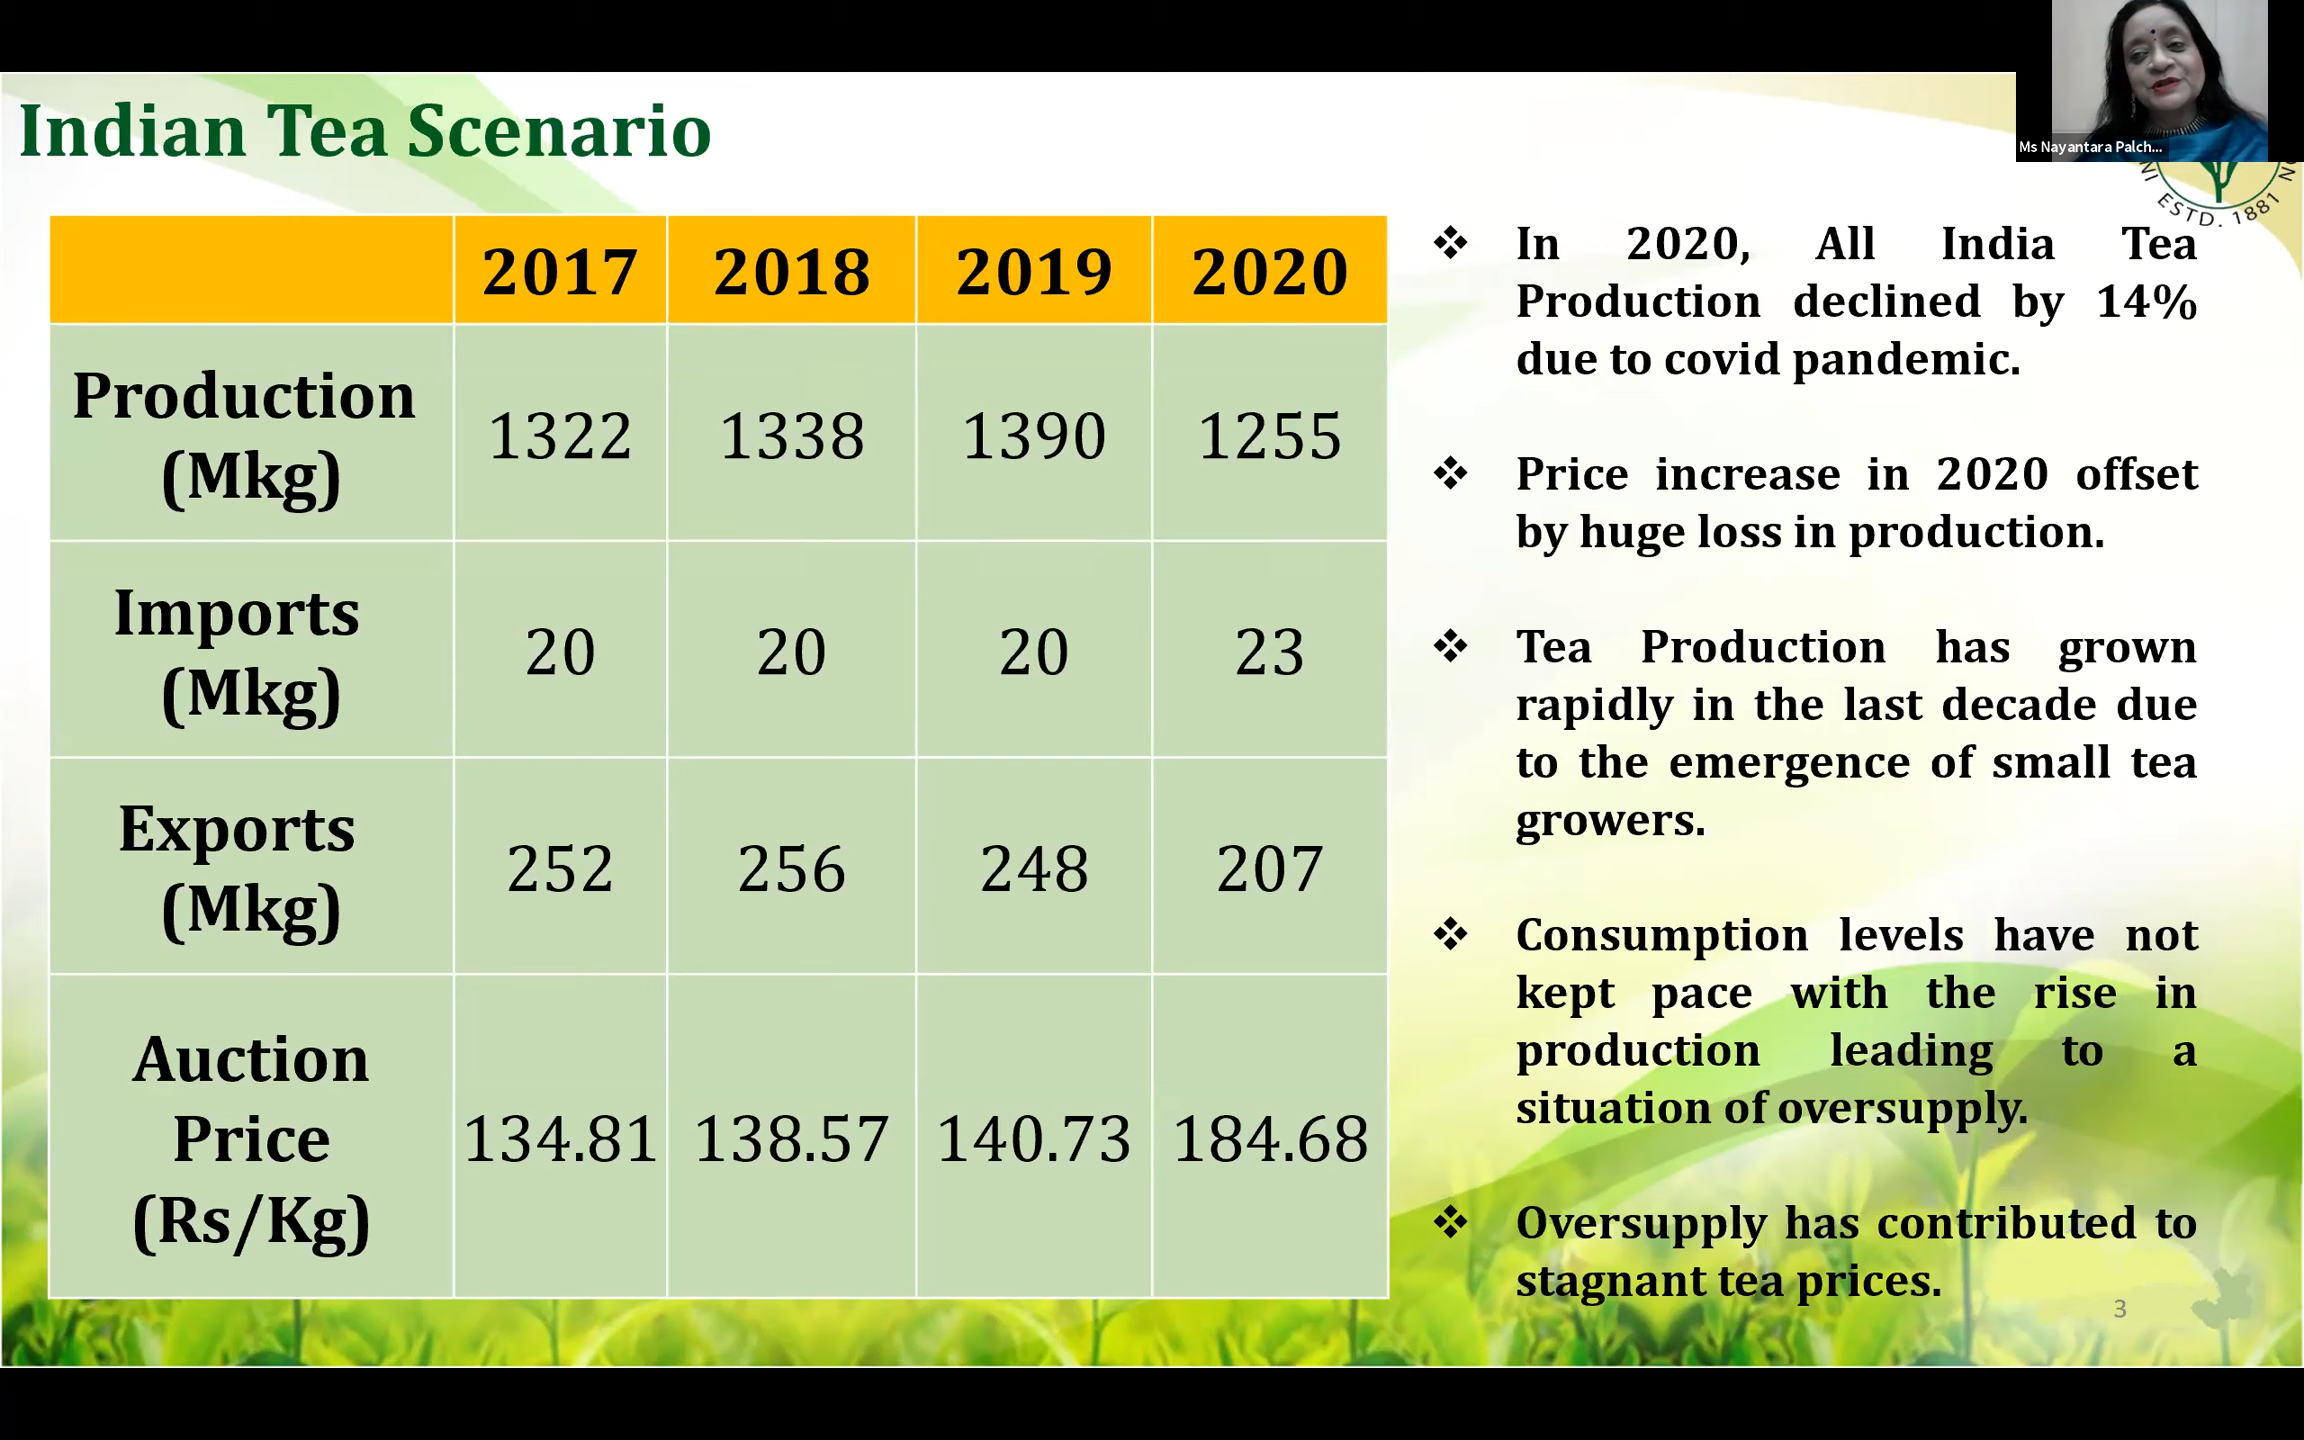 Indian Tea Scenario
Ms Nayantara Palch...
ESTD. 1881
2017 2018 2019 2020
Production
(Mkg)
1322 1338 1390 1255
Imports
(Mkg)
20 20 20 23
Exports
(Mkg)
252 256 248 207
Auction
Price
(Rs/Kg)
134.81 138.57 140.73 184.68
❖ In 2020, All India Tea
Production declined by 14%
due to covid pandemic.
❖ Price increase in 2020 offset
by huge loss in production.
❖ Tea Production has grown
rapidly in the last decade due
to the emergence of small tea
growers.
❖ Consumption levels have not
kept pace with the rise in
production leading to a
situation of oversupply.
❖ Oversupply has contributed to
stagnant tea prices.
3